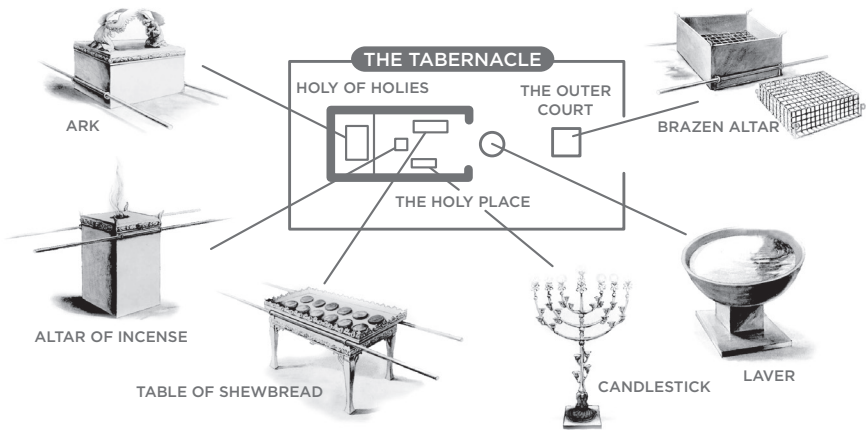 THE TABERNACLE
HOLY OF HOLIES
THE OUTER
COURT
ARK
BRAZEN ALTAR
THE HOLY PLACE
ALTAR OF INCENSE
TABLE OF SHEWBREAD
CANDLESTICK
LAVER